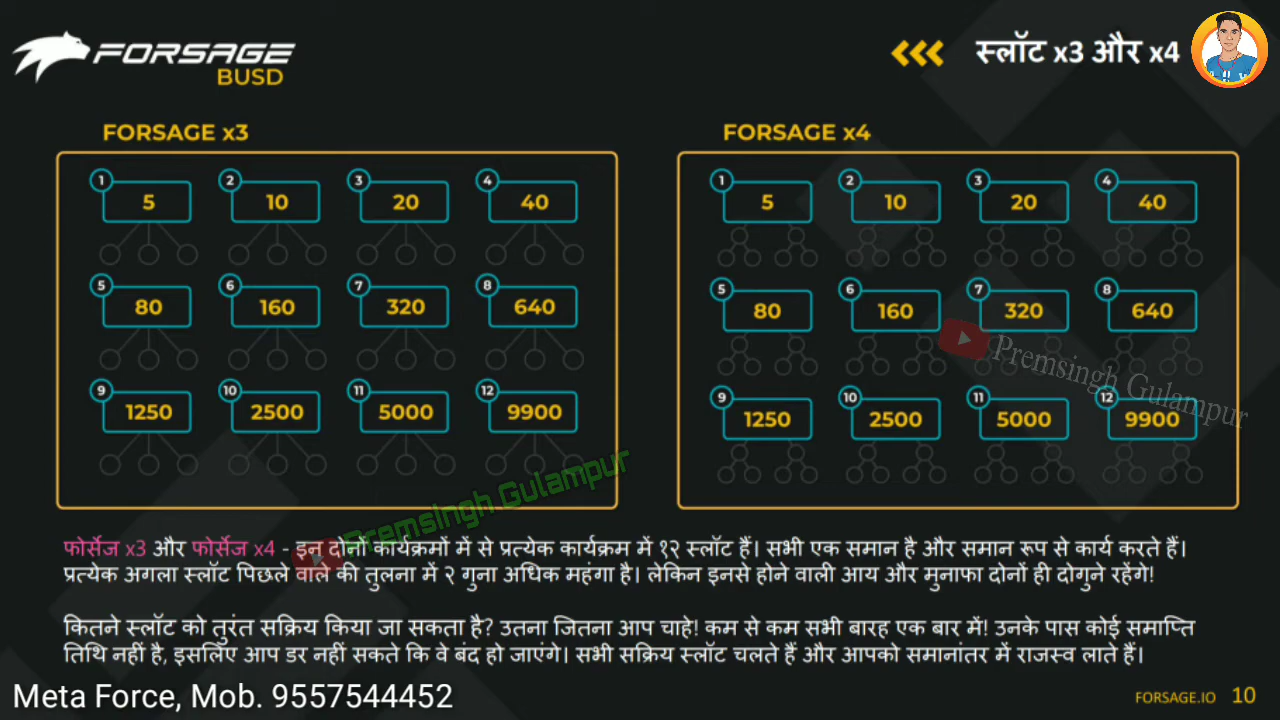 FORSAGE
BUSD
स्लॉट x3 और x4
FORSAGE x3
1 2 3 4
5 10 20 40
5 6 7 8
80 160 320 640
9 10 11 12
1250 2500 5000 9900
FORSAGE x4
1 2 3 4
5 10 20 40
5 6 7 8
80 160 320 640
9 10 11 12
1250 2500 5000 9900
Premsingh Gulampur
Premsingh Gulampur
फोर्सेज x3 और फोर्सेज x4 - इन दोनों कार्यक्रमों में से प्रत्येक कार्यक्रम में १२ स्लॉट हैं। सभी एक समान है और समान रूप से कार्य करते हैं।
प्रत्येक अगला स्लॉट पिछले वाले की तुलना में २ गुना अधिक महंगा है। लेकिन इनसे होने वाली आय और मुनाफा दोनों ही दोगुने रहेंगे!
कितने स्लॉट को तुरंत सक्रिय किया जा सकता है? उतना जितना आप चाहे! कम से कम सभी बारह एक बार में! उनके पास कोई समाप्ति
तिथि नहीं है, इसलिए आप डर नहीं सकते कि वे बंद हो जाएंगे। सभी सक्रिय स्लॉट चलते हैं और आपको समानांतर में राजस्व लाते हैं।
Meta Force, Mob. 9557544452
FORSAGE.IO 10